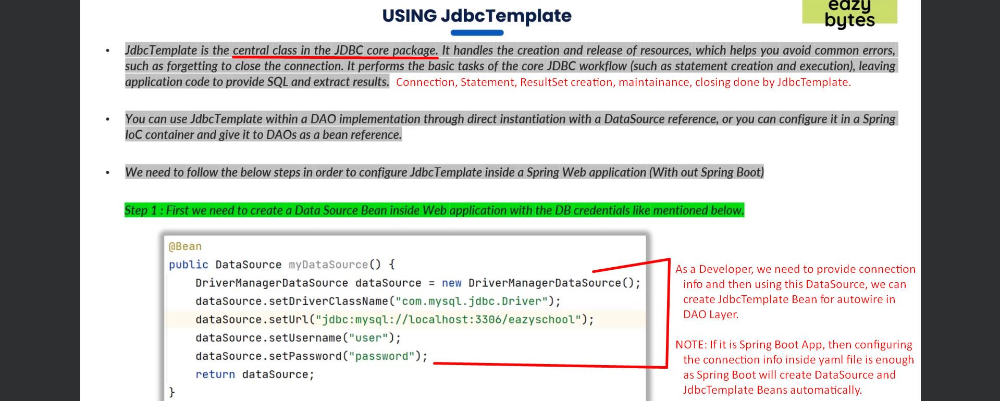 USING JdbcTemplate
eazy
bytes
• JdbcTemplate is the central class in the JDBC core package. It handles the creation and release of resources, which helps you avoid common errors,
such as forgetting to close the connection. It performs the basic tasks of the core JDBC workflow (such as statement creation and execution), leaving
application code to provide SQL and extract results. Connection, Statement, ResultSet creation, maintainance, closing done by JdbcTemplate.
• You can use JdbcTemplate within a DAO implementation through direct instantiation with a DataSource reference, or you can configure it in a Spring
IoC container and give it to DAOs as a bean reference.
• We need to follow the below steps in order to configure JdbcTemplate inside a Spring Web application (With out Spring Boot)
Step 1 : First we need to create a Data Source Bean inside Web application with the DB credentials like mentioned below.
@Bean
public DataSource myDataSource() {
DriverManagerDataSource dataSource = new DriverManagerDataSource();
dataSource.setDriverClassName("com.mysql.jdbc.Driver");
dataSource.setUrl("jdbc:mysql://localhost:3306/eazyschool");
dataSource.setUsername("user");
dataSource.setPassword("password");
return dataSource;
}
As a Developer, we need to provide connection
info and then using this DataSource, we can
create JdbcTemplate Bean for autowire in
DAO Layer.
NOTE: If it is Spring Boot App, then configuring
the connection info inside yaml file is enough
as Spring Boot will create DataSource and
JdbcTemplate Beans automatically.